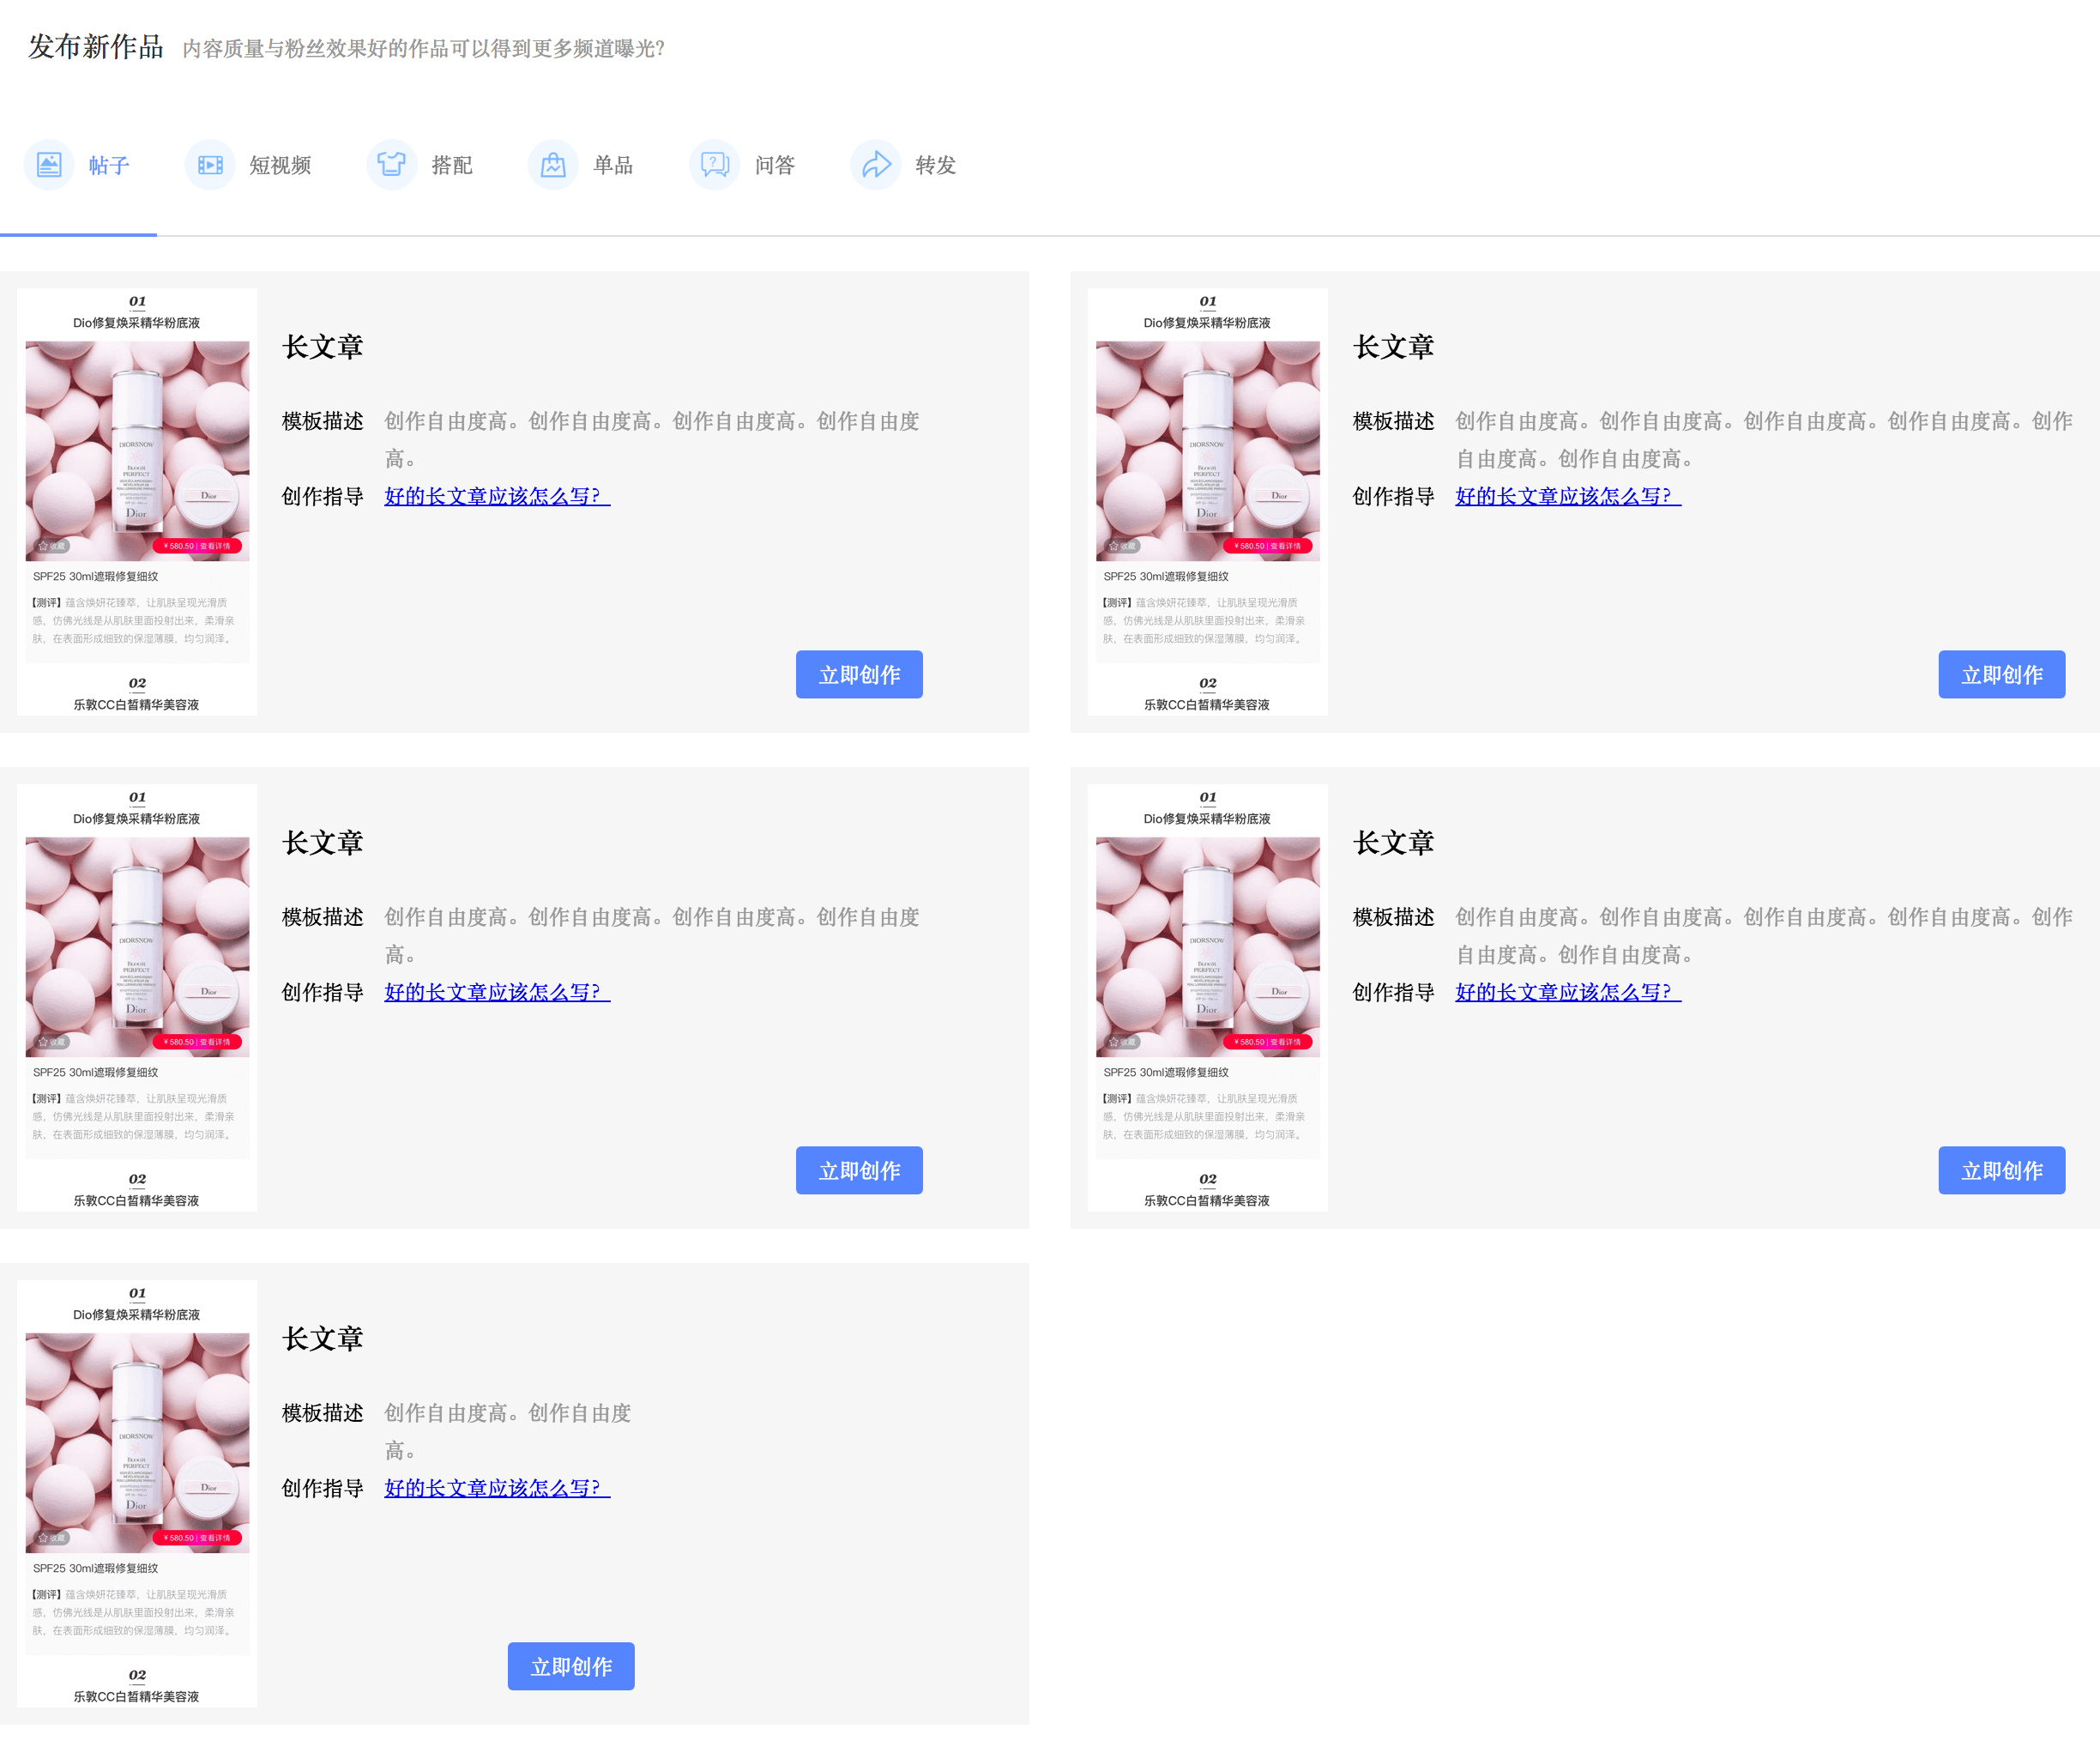 发布新作品 内容质量与粉丝效果好的作品可以得到更多频道曝光?
帖子 短视频 搭配 单品 问答 转发
01
Dio修复焕采精华粉底液
DIORSNOW
BLOOM
PERFECT
Dior
Dior
收藏
¥580.50 | 查看详情
SPF25 30ml遮瑕修复细纹
【测评】蕴含焕妍花臻萃，让肌肤呈现光滑质
感，仿佛光线是从肌肤里面投射出来，柔滑亲
肤，在表面形成细致的保湿薄膜，均匀润泽。
02
乐敦CC白皙精华美容液
长文章
模板描述 创作自由度高。创作自由度高。创作自由度高。创作自由度
高。
创作指导 好的长文章应该怎么写?
立即创作
01
Dio修复焕采精华粉底液
DIORSNOW
BLOOM
PERFECT
Dior
Dior
收藏
¥580.50 | 查看详情
SPF25 30ml遮瑕修复细纹
【测评】蕴含焕妍花臻萃，让肌肤呈现光滑质
感，仿佛光线是从肌肤里面投射出来，柔滑亲
肤，在表面形成细致的保湿薄膜，均匀润泽。
02
乐敦CC白皙精华美容液
长文章
模板描述 创作自由度高。创作自由度高。创作自由度高。创作自由度高。创作
自由度高。创作自由度高。
创作指导 好的长文章应该怎么写?
立即创作
01
Dio修复焕采精华粉底液
DIORSNOW
BLOOM
PERFECT
Dior
Dior
收藏
¥580.50 | 查看详情
SPF25 30ml遮瑕修复细纹
【测评】蕴含焕妍花臻萃，让肌肤呈现光滑质
感，仿佛光线是从肌肤里面投射出来，柔滑亲
肤，在表面形成细致的保湿薄膜，均匀润泽。
02
乐敦CC白皙精华美容液
长文章
模板描述 创作自由度高。创作自由度高。创作自由度高。创作自由度
高。
创作指导 好的长文章应该怎么写?
立即创作
01
Dio修复焕采精华粉底液
DIORSNOW
BLOOM
PERFECT
Dior
Dior
收藏
¥580.50 | 查看详情
SPF25 30ml遮瑕修复细纹
【测评】蕴含焕妍花臻萃，让肌肤呈现光滑质
感，仿佛光线是从肌肤里面投射出来，柔滑亲
肤，在表面形成细致的保湿薄膜，均匀润泽。
02
乐敦CC白皙精华美容液
长文章
模板描述 创作自由度高。创作自由度高。创作自由度高。创作自由度高。创作
自由度高。创作自由度高。
创作指导 好的长文章应该怎么写?
立即创作
01
Dio修复焕采精华粉底液
DIORSNOW
BLOOM
PERFECT
Dior
Dior
收藏
¥580.50 | 查看详情
SPF25 30ml遮瑕修复细纹
【测评】蕴含焕妍花臻萃，让肌肤呈现光滑质
感，仿佛光线是从肌肤里面投射出来，柔滑亲
肤，在表面形成细致的保湿薄膜，均匀润泽。
02
乐敦CC白皙精华美容液
长文章
模板描述 创作自由度高。创作自由度
高。
创作指导 好的长文章应该怎么写?
立即创作